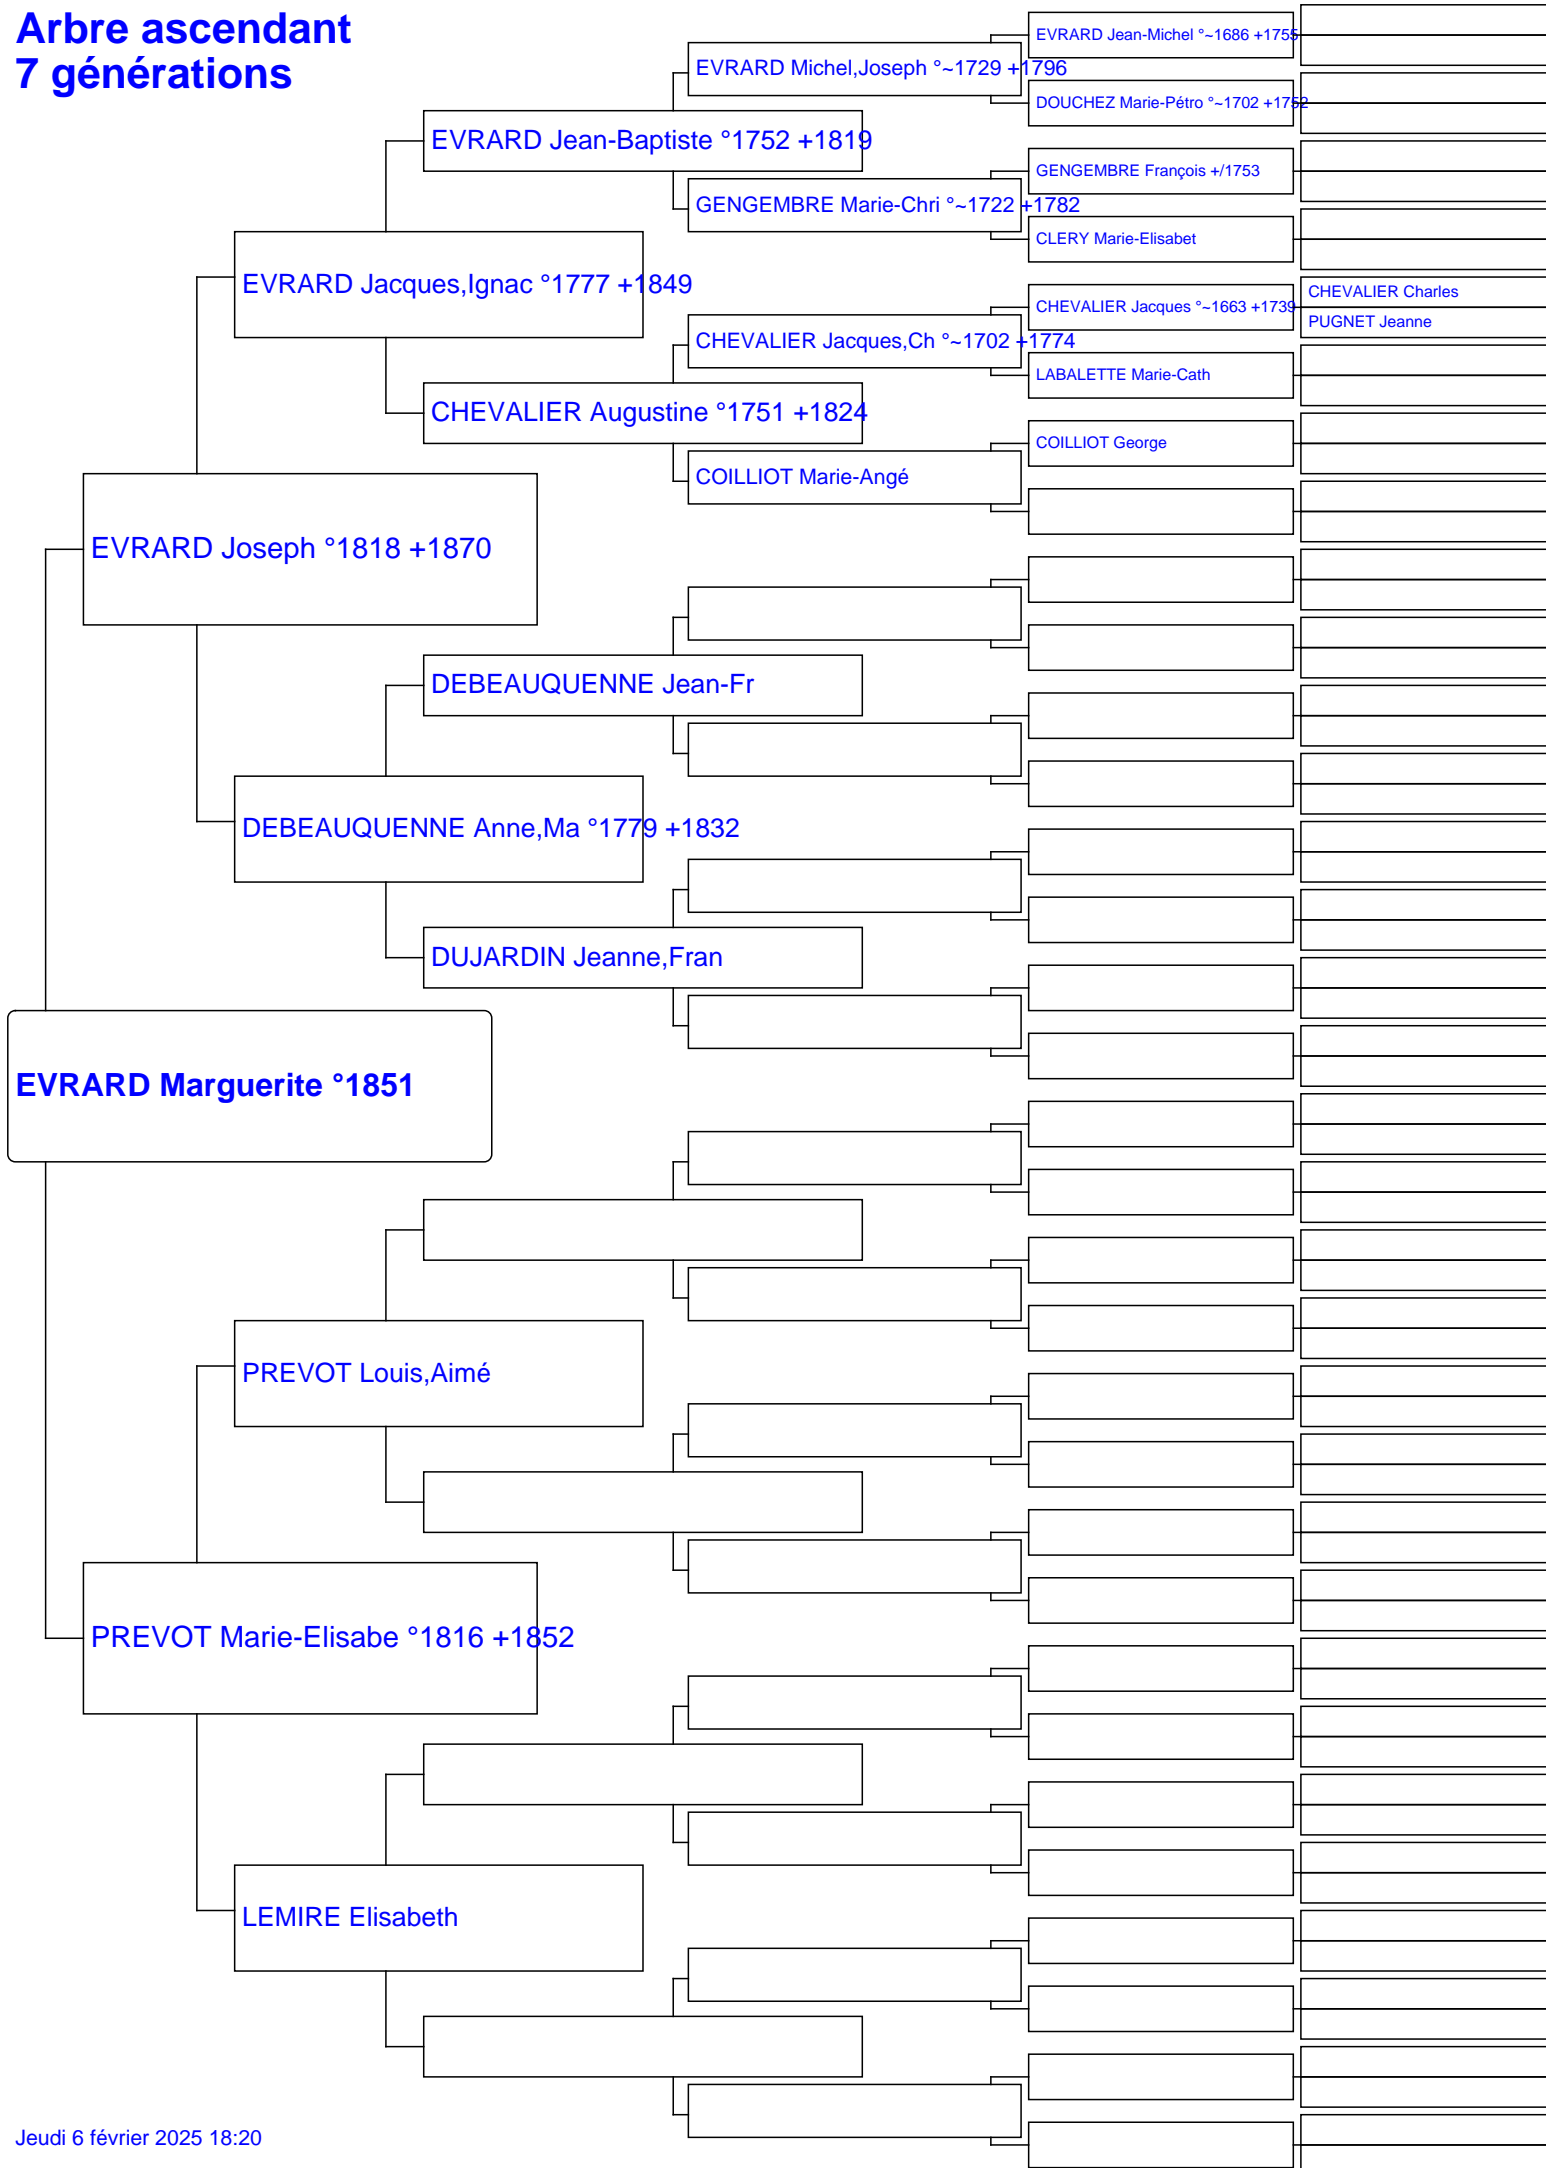 Arbre ascendant
7 générations
EVRARD Jean-Michel °~1686 +1755
EVRARD Michel,Joseph °~1729 +1796
DOUCHEZ Marie-Pétro °~1702 +1752
EVRARD Jean-Baptiste °1752 +1819
GENGEMBRE François +/1753
GENGEMBRE Marie-Chri °~1722 +1782
CLERY Marie-Elisabet
EVRARD Jacques,Ignac °1777 +1849
CHEVALIER Charles
CHEVALIER Jacques °~1663 +1739
PUGNET Jeanne
CHEVALIER Jacques,Ch °~1702 +1774
LABALETTE Marie-Cath
CHEVALIER Augustine °1751 +1824
COILLIOT George
COILLIOT Marie-Angé
EVRARD Joseph °1818 +1870
DEBEAUQUENNE Jean-Fr
DEBEAUQUENNE Anne,Ma °1779 +1832
DUJARDIN Jeanne,Fran
EVRARD Marguerite °1851
PREVOT Louis,Aimé
PREVOT Marie-Elisabe °1816 +1852
LEMIRE Elisabeth
Jeudi 6 février 2025 18:20